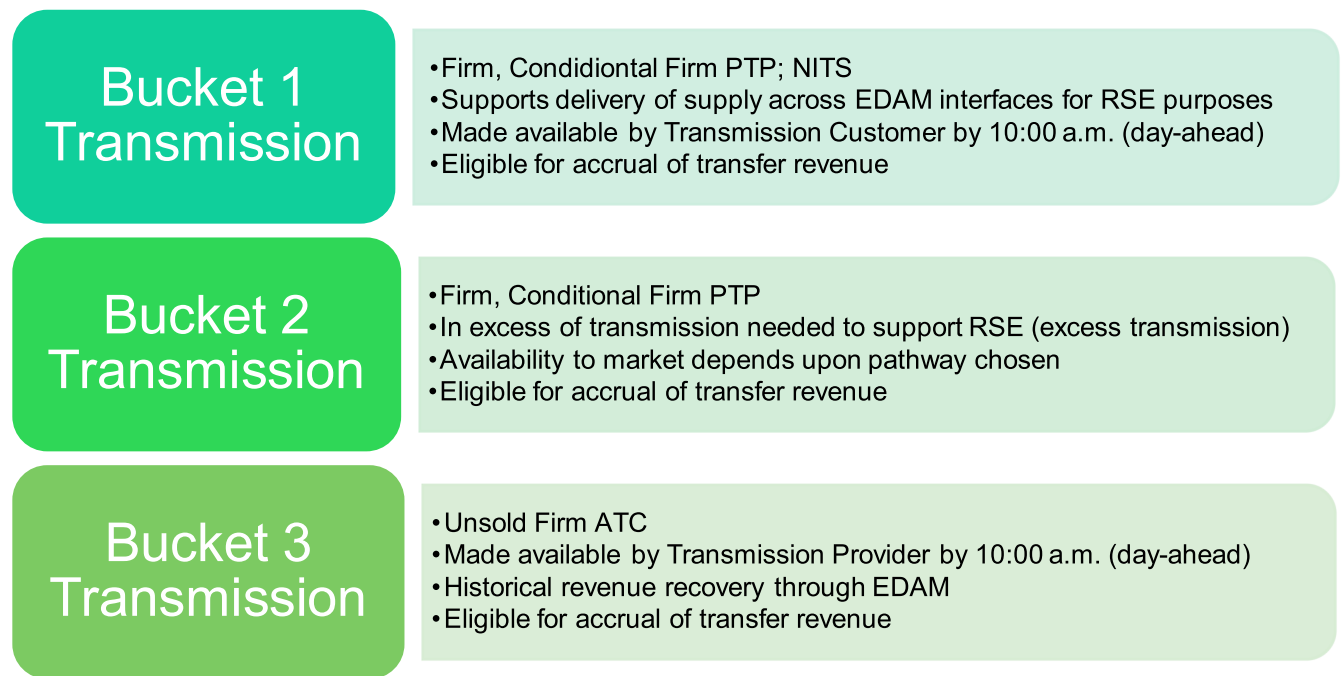 Bucket 1
Transmission
•Firm, Condidiontal Firm PTP; NITS
•Supports delivery of supply across EDAM interfaces for RSE purposes
•Made available by Transmission Customer by 10:00 a.m. (day-ahead)
•Eligible for accrual of transfer revenue
Bucket 2
Transmission
•Firm, Conditional Firm PTP
•In excess of transmission needed to support RSE (excess transmission)
•Availability to market depends upon pathway chosen
•Eligible for accrual of transfer revenue
Bucket 3
Transmission
•Unsold Firm ATC
•Made available by Transmission Provider by 10:00 a.m. (day-ahead)
•Historical revenue recovery through EDAM
•Eligible for accrual of transfer revenue